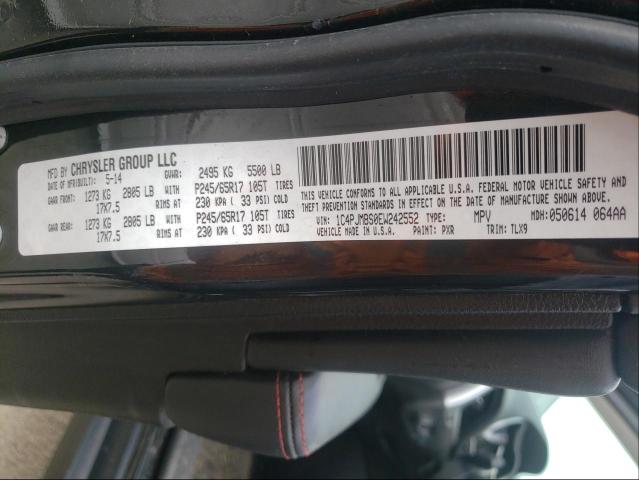 MFD BY CHRYSLER GROUP LLC
DATE OF MFR(BUILT): 5-14 GVWR: 2495 KG 5500 LB
GAWR FRONT: 1273 KG 2805 LB WITH P245/65R17 105T TIRES
17X7.5 RIMS AT 230 KPA ( 33 PSI) COLD
GAWR REAR: 1273 KG 2805 LB WITH P245/65R17 105T TIRES
17X7.5 RIMS AT 230 KPA ( 33 PSI) COLD
THIS VEHICLE CONFORMS TO ALL APPLICABLE U.S.A. FEDERAL MOTOR VEHICLE SAFETY,
BUMPER, AND THEFT PREVENTION STANDARDS IN EFFECT ON THE DATE OF
MANUFACTURE SHOWN ABOVE.
VIN: 1C4PJMBS0EW242552 TYPE: MPV MDH: 050614 064AA
VEHICLE MADE IN U.S.A. PAINT: PXR TRIM: TLX9